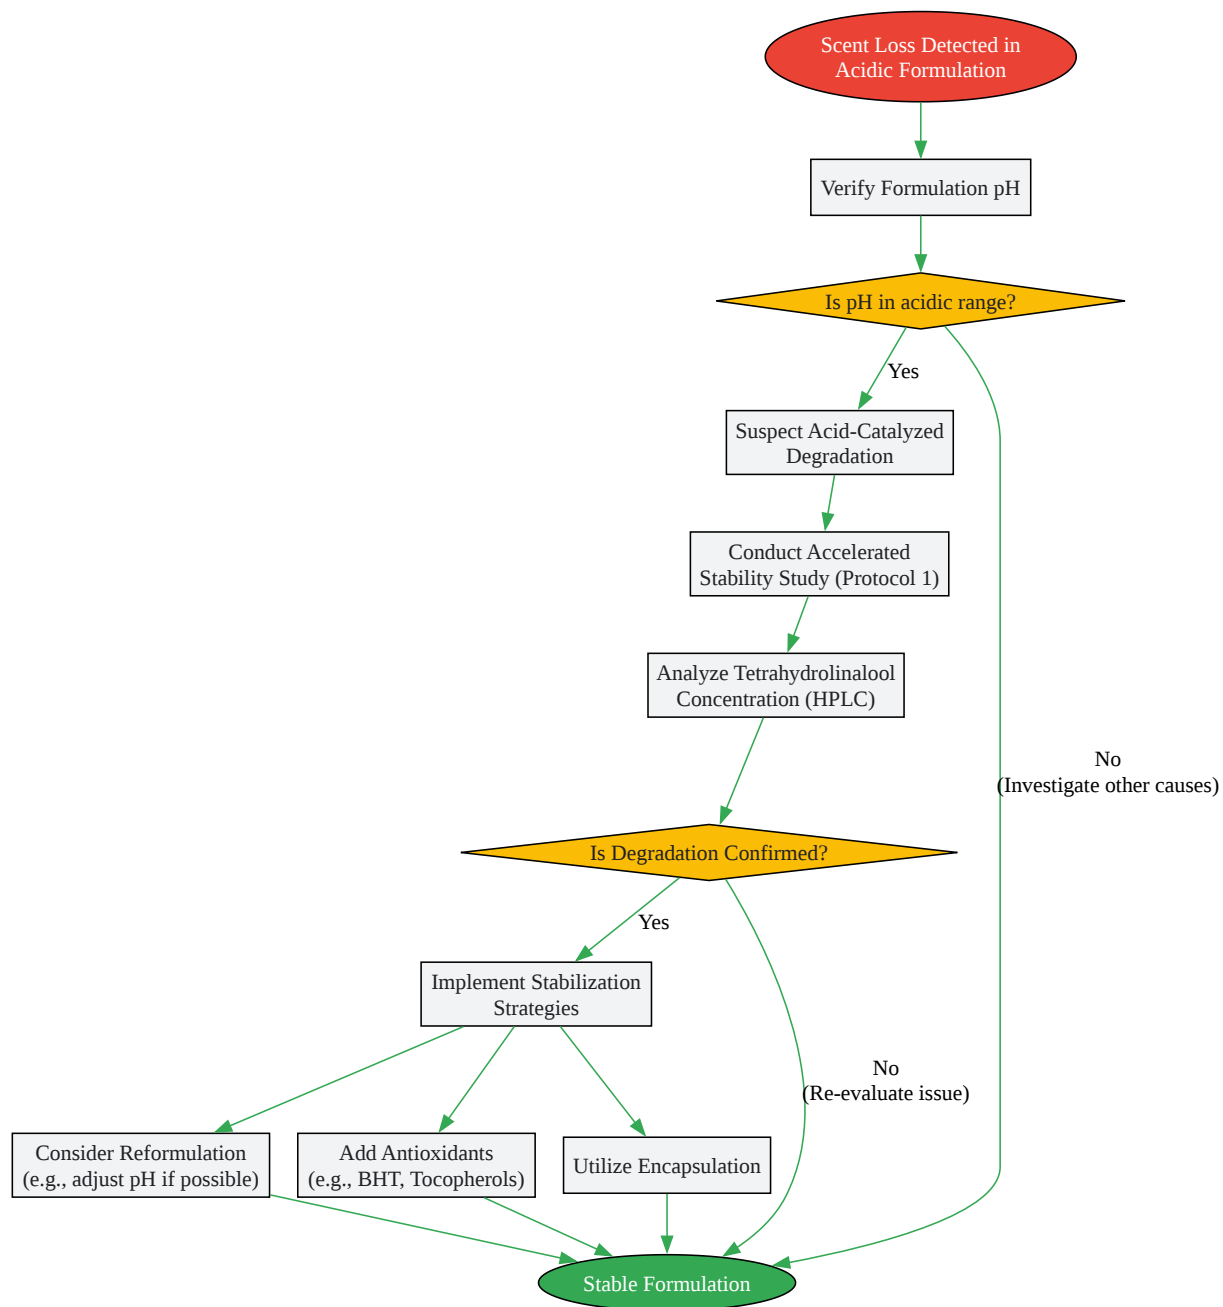 Scent Loss Detected in
Acidic Formulation
Verify Formulation pH
Is pH in acidic range?
Yes
Suspect Acid-Catalyzed
Degradation
Conduct Accelerated
Stability Study (Protocol 1)
Analyze Tetrahydrolinalool
Concentration (HPLC)
No
(Investigate other causes)
Is Degradation Confirmed?
Yes
Implement Stabilization
Strategies
No
(Re-evaluate issue)
Consider Reformulation
(e.g., adjust pH if possible)
Add Antioxidants
(e.g., BHT, Tocopherols)
Utilize Encapsulation
Stable Formulation